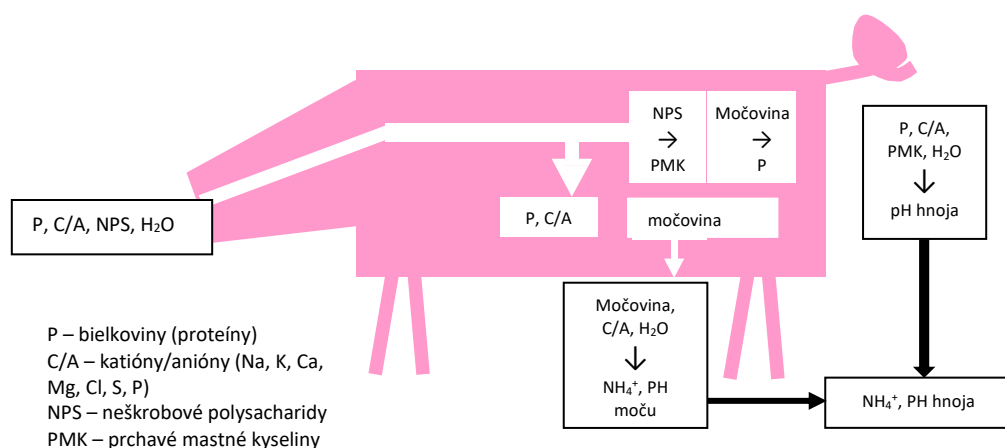 P, C/A, NPS, H₂O
NPS
→
PMK
Močovina
→
P
P, C/A
močovina
P, C/A,
PMK, H₂O
↓
pH hnoja
Močovina,
C/A, H₂O
↓
NH₄⁺, PH
moču
NH₄⁺, PH hnoja
P – bielkoviny (proteíny)
C/A – katióny/anióny (Na, K, Ca,
Mg, Cl, S, P)
NPS – neškrobové polysacharidy
PMK – prchavé mastné kyseliny